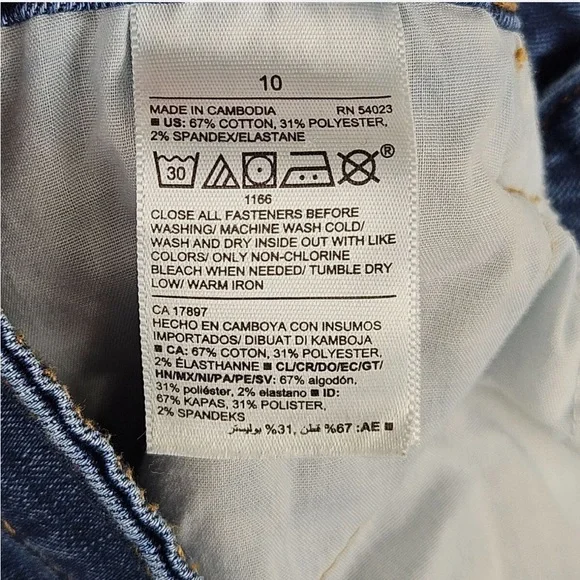 10
MADE IN CAMBODIA RN 54023
■ US: 67% COTTON, 31% POLYESTER,
2% SPANDEX/ELASTANE
30
®
1166
CLOSE ALL FASTENERS BEFORE
WASHING/ MACHINE WASH COLD/
WASH AND DRY INSIDE OUT WITH LIKE
COLORS/ ONLY NON-CHLORINE
BLEACH WHEN NEEDED/ TUMBLE DRY
LOW/ WARM IRON
CA 17897
HECHO EN CAMBOYA CON INSUMOS
IMPORTADOS/ DIBUAT DI KAMBOJA
■ CA: 67% COTON, 31% POLYESTER,
2% ÉLASTHANNE ■ CL/CR/DO/EC/GT/
HN/MX/NI/PA/PE/SV: 67% algodón,
31% poliéster, 2% elastano ■ ID:
67% KAPAS, 31% POLISTER,
2% SPANDEKS
AE: 67% قطن, 31% بوليستر